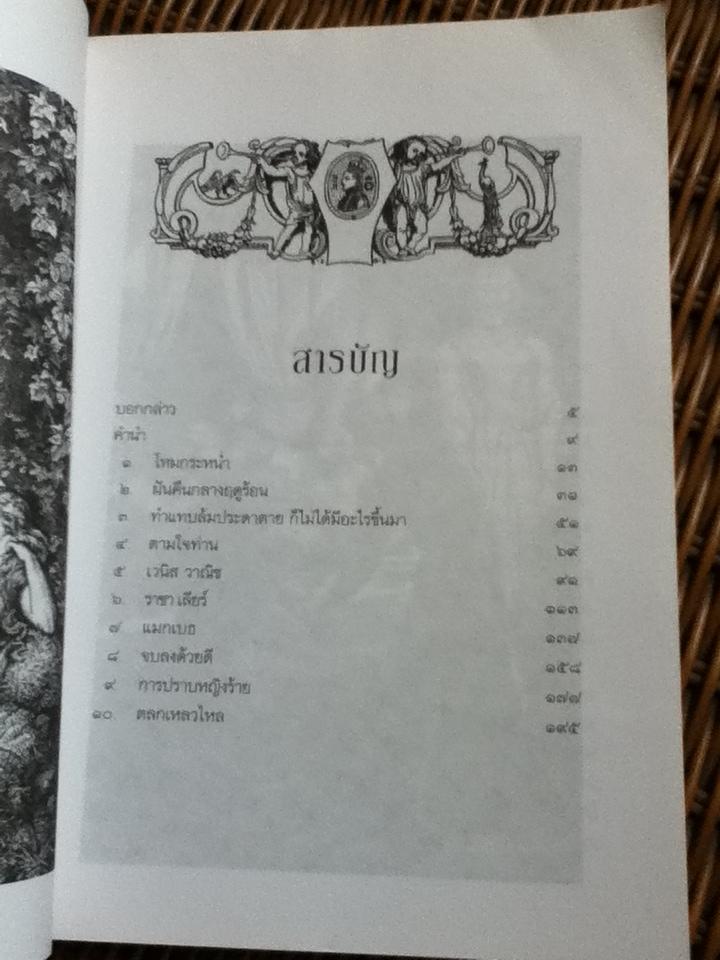 สารบัญ
บอกกล่าว ๕
คำนำ ๙
๑ โหมกระหน่ำ ๑๓
๒ ฝันคืนกลางฤดูร้อน ๓๑
๓ ทำแทบล้มประดาตาย ก็ไม่ได้มีอะไรขึ้นมา ๕๑
๔ ตามใจท่าน ๖๙
๕ เวนิส วาณิช ๙๑
๖ ราชา เลียร์ ๑๑๓
๗ แมกเบธ ๑๓๗
๘ จบลงด้วยดี ๑๕๘
๙ การปราบหญิงร้าย ๑๗๗
๑๐ ตลกเหลวไหล ๑๙๕